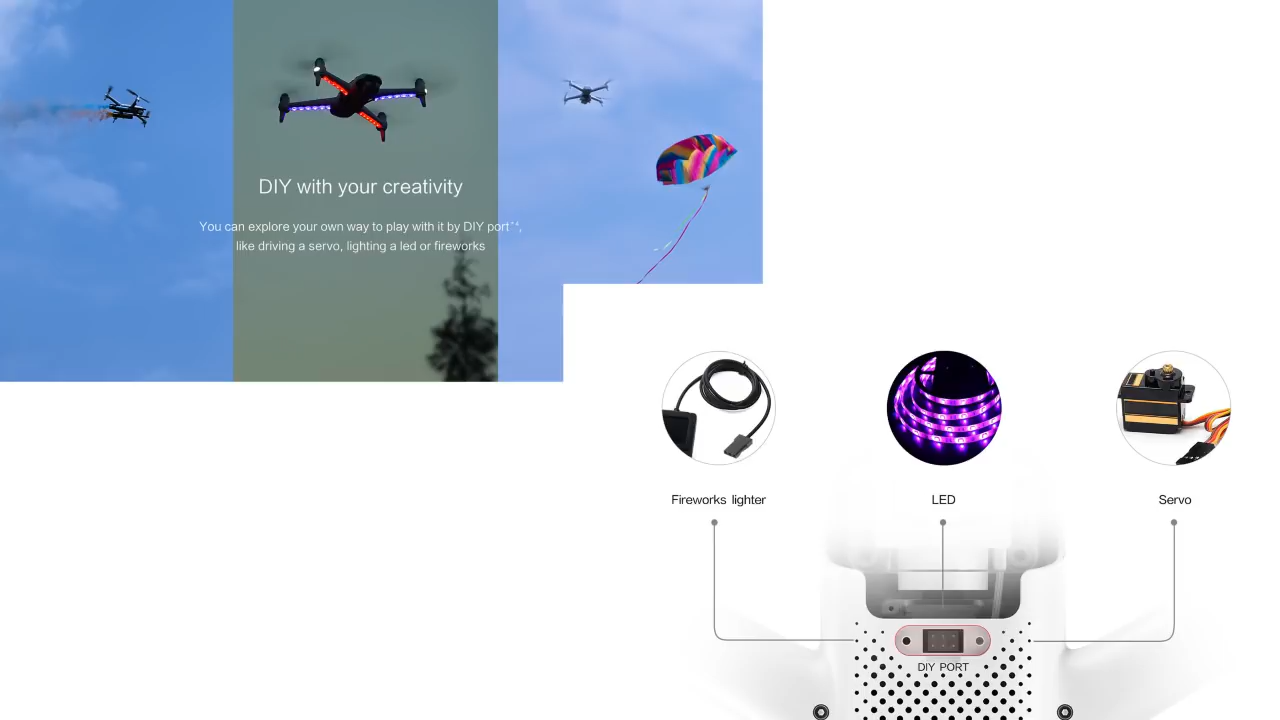 DIY with your creativity
You can explore your own way to play with it by DIY port*⁴,
like driving a servo, lighting a led or fireworks
Fireworks lighter
LED
Servo
DIY PORT